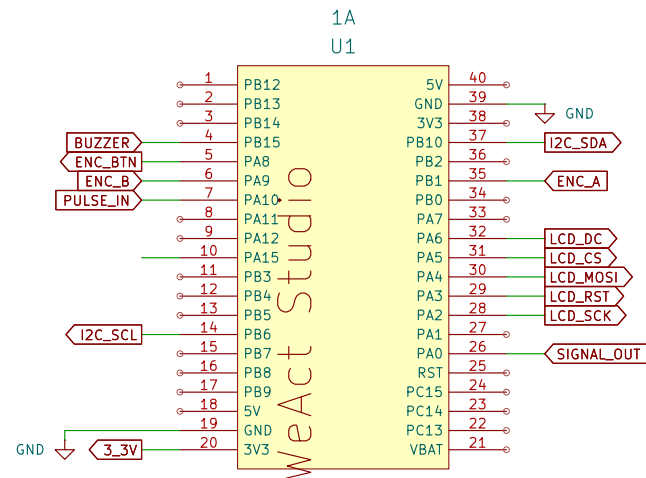 1A
U1
1 PB12
2 PB13
3 PB14
BUZZER 4 PB15
ENC_BTN 5 PA8
ENC_B 6 PA9
PULSE_IN 7 PA10
8 PA11
9 PA12
10 PA15
11 PB3
12 PB4
13 PB5
I2C_SCL 14 PB6
15 PB7
16 PB8
17 PB9
18 5V
GND 19 GND
3_3V 20 3V3
WeAct Studio
5V 40
GND 39 GND
3V3 38
PB10 37 I2C_SDA
PB2 36
PB1 35 ENC_A
PB0 34
PA7 33
PA6 32 LCD_DC
PA5 31 LCD_CS
PA4 30 LCD_MOSI
PA3 29 LCD_RST
PA2 28 LCD_SCK
PA1 27
PA0 26 SIGNAL_OUT
RST 25
PC15 24
PC14 23
PC13 22
VBAT 21